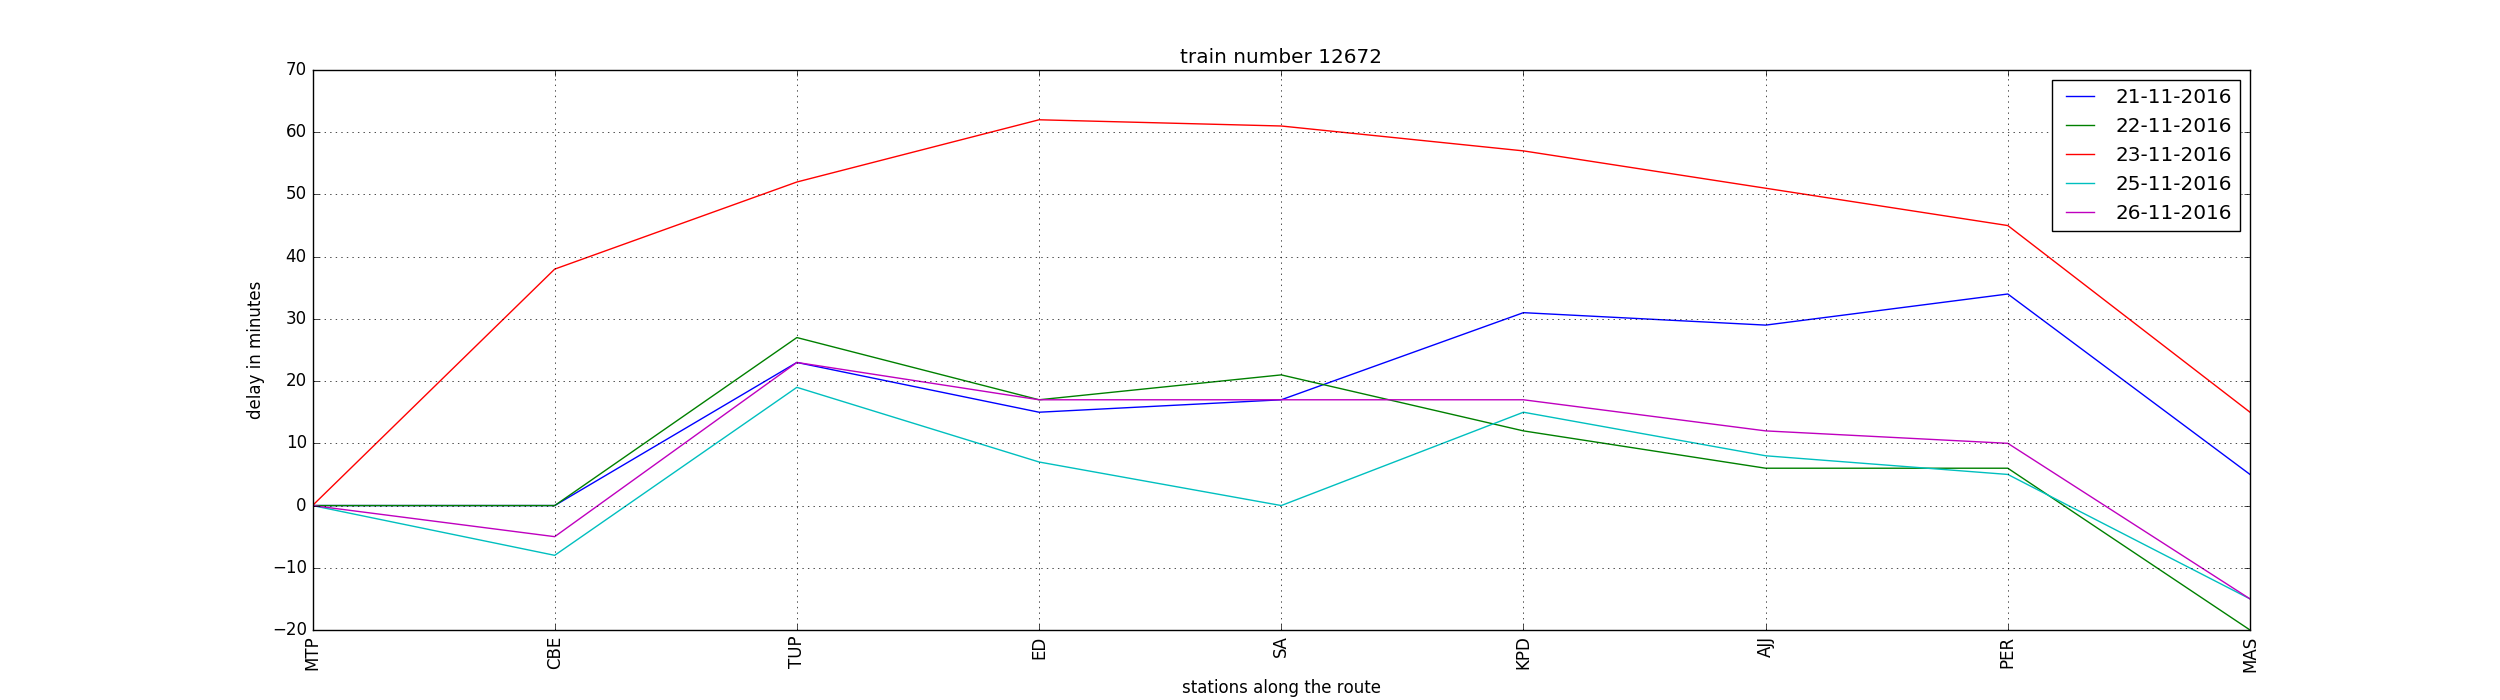 train number 12672
70
60
50
40
30
20
10
0
−10
−20
delay in minutes
21-11-2016
22-11-2016
23-11-2016
25-11-2016
26-11-2016
MTP
CBE
TUP
ED
SA
KPD
AJJ
PER
MAS
stations along the route